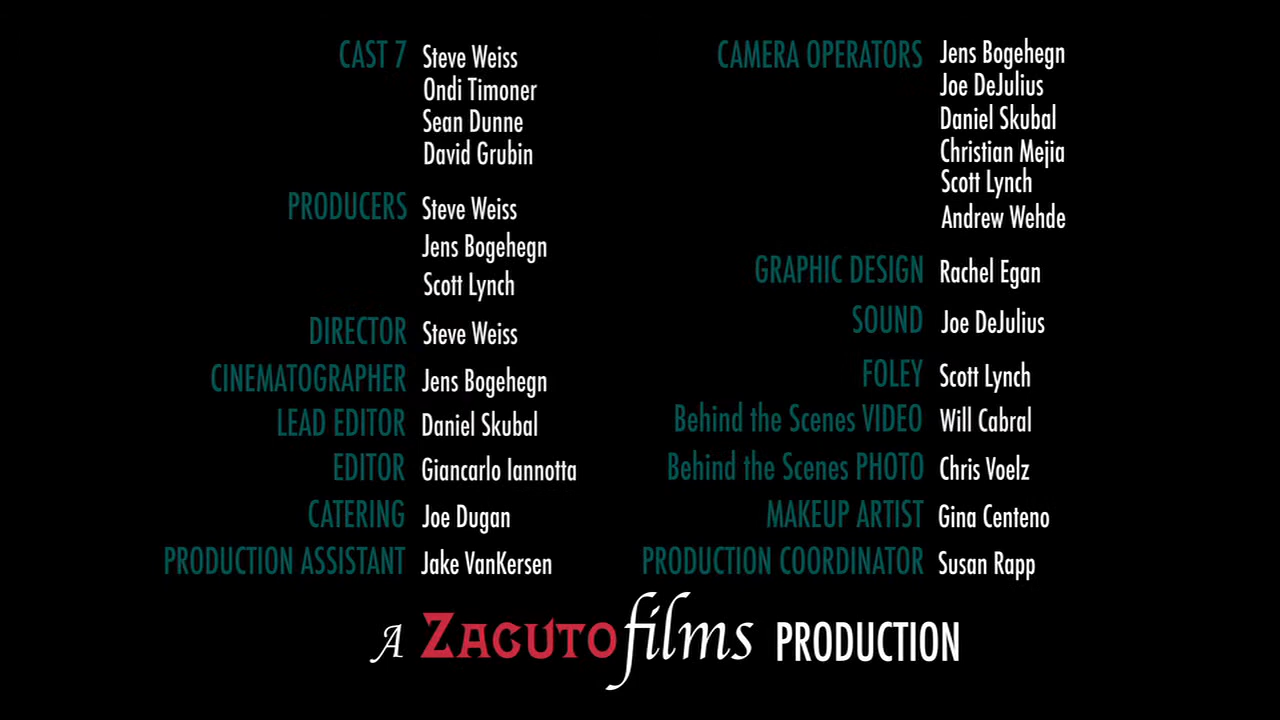 CAST 7 Steve Weiss
Ondi Timoner
Sean Dunne
David Grubin
PRODUCERS Steve Weiss
Jens Bogehegn
Scott Lynch
DIRECTOR Steve Weiss
CINEMATOGRAPHER Jens Bogehegn
LEAD EDITOR Daniel Skubal
EDITOR Giancarlo Iannotta
CATERING Joe Dugan
PRODUCTION ASSISTANT Jake VanKersen
CAMERA OPERATORS Jens Bogehegn
Joe DeJulius
Daniel Skubal
Christian Mejia
Scott Lynch
Andrew Wehde
GRAPHIC DESIGN Rachel Egan
SOUND Joe DeJulius
FOLEY Scott Lynch
Behind the Scenes VIDEO Will Cabral
Behind the Scenes PHOTO Chris Voelz
MAKEUP ARTIST Gina Centeno
PRODUCTION COORDINATOR Susan Rapp
A ZACUTO films PRODUCTION